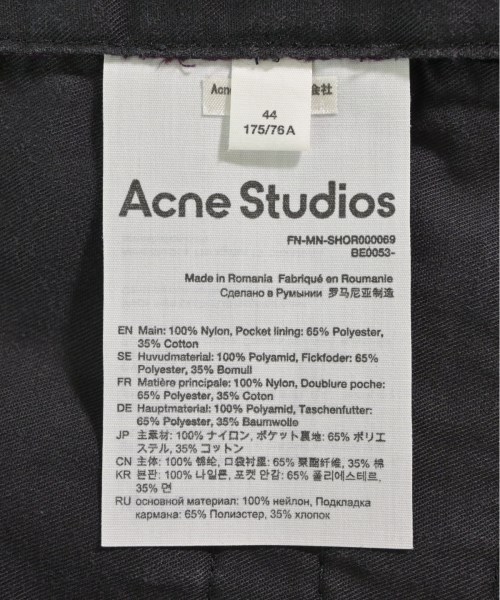 Acne
会社
44
175/76A
Acne Studios
FN-MN-SHOR000069
BE0053-
Made in Romania Fabriqué en Roumanie
Сделано в Румынии 罗马尼亚制造
EN Main: 100% Nylon, Pocket lining: 65% Polyester,
35% Cotton
SE Huvudmaterial: 100% Polyamid, Fickfoder: 65%
Polyester, 35% Bomull
FR Matière principale: 100% Nylon, Doublure poche:
65% Polyester, 35% Coton
DE Hauptmaterial: 100% Polyamid, Taschenfutter:
65% Polyester, 35% Baumwolle
JP 主素材: 100% ナイロン, ポケット裏地: 65% ポリエ
ステル, 35% コットン
CN 主体: 100% 锦纶, 口袋衬里: 65% 聚酯纤维, 35% 棉
KR 본판: 100% 나일론, 포켓 안감: 65% 폴리에스테르,
35% 면
RU основной материал: 100% нейлон, Подкладка
кармана: 65% Полиэстер, 35% хлопок